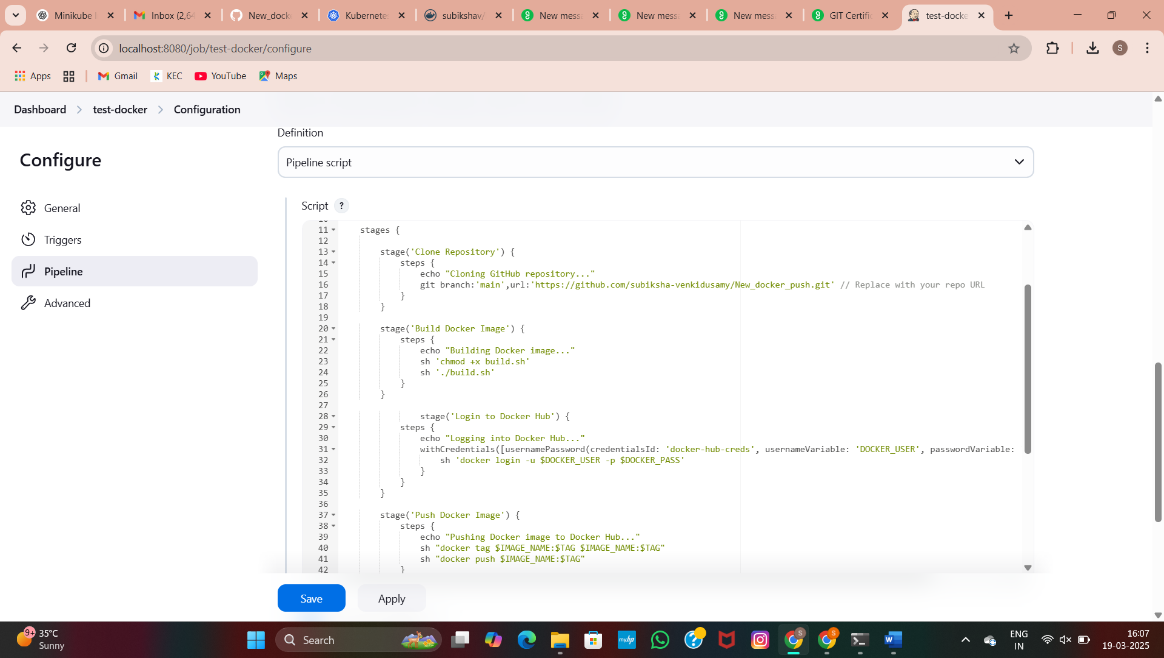 Minikube
Inbox (2,64
New_dock
Kubernete
subikshav/
New mess
New mess
New mess
GIT Certifi
test-docke
localhost:8080/job/test-docker/configure
S
Apps
Gmail
KEC
YouTube
Maps
Dashboard > test-docker > Configuration
Configure
General
Triggers
Pipeline
Advanced
Definition
Pipeline script
Script ?
11 stages {
12
13 stage('Clone Repository') {
14 steps {
15 echo "Cloning GitHub repository..."
16 git branch:'main',url:'https://github.com/subiksha-venkidusamy/New_docker_push.git' // Replace with your repo URL
17 }
18 }
19
20 stage('Build Docker Image') {
21 steps {
22 echo "Building Docker image..."
23 sh 'chmod +x build.sh'
24 sh './build.sh'
25 }
26 }
27
28 stage('Login to Docker Hub') {
29 steps {
30 echo "Logging into Docker Hub..."
31 withCredentials([usernamePassword(credentialsId: 'docker-hub-creds', usernameVariable: 'DOCKER_USER', passwordVariable:
32 sh 'docker login -u $DOCKER_USER -p $DOCKER_PASS'
33 }
34 }
35 }
36
37 stage('Push Docker Image') {
38 steps {
39 echo "Pushing Docker image to Docker Hub..."
40 sh "docker tag $IMAGE_NAME:$TAG $IMAGE_NAME:$TAG"
41 sh "docker push $IMAGE_NAME:$TAG"
42 }
Save
Apply
9+
35°C
Sunny
Search
myhp
ENG
IN
16:07
19-03-2025